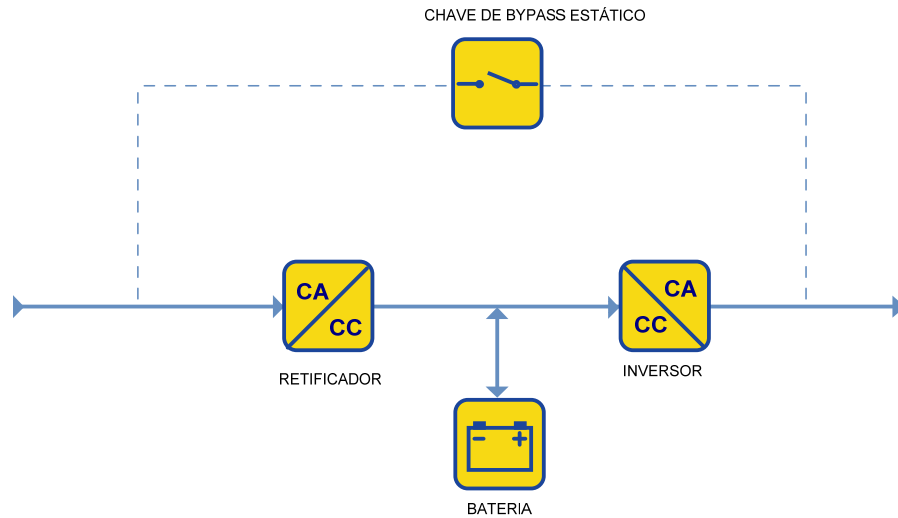 CHAVE DE BYPASS ESTÁTICO
CA
CC
CA
CC
RETIFICADOR
INVERSOR
BATERIA